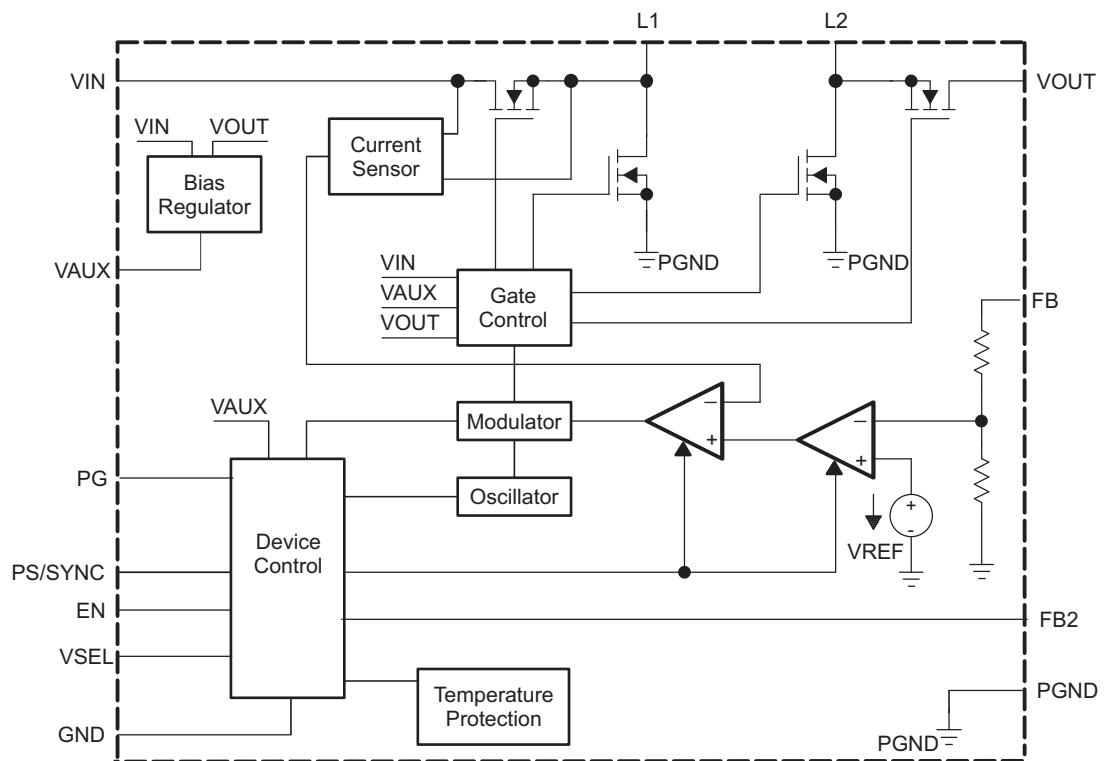 L1
L2
VIN
VOUT
VIN
VOUT
Current
Sensor
Bias
Regulator
VAUX
PGND
PGND
VIN
VAUX
VOUT
Gate
Control
FB
VAUX
Modulator
−
+
−
+
PG
Oscillator
+
-
VREF
Device
Control
PS/SYNC
EN
FB2
VSEL
Temperature
Protection
PGND
GND
PGND